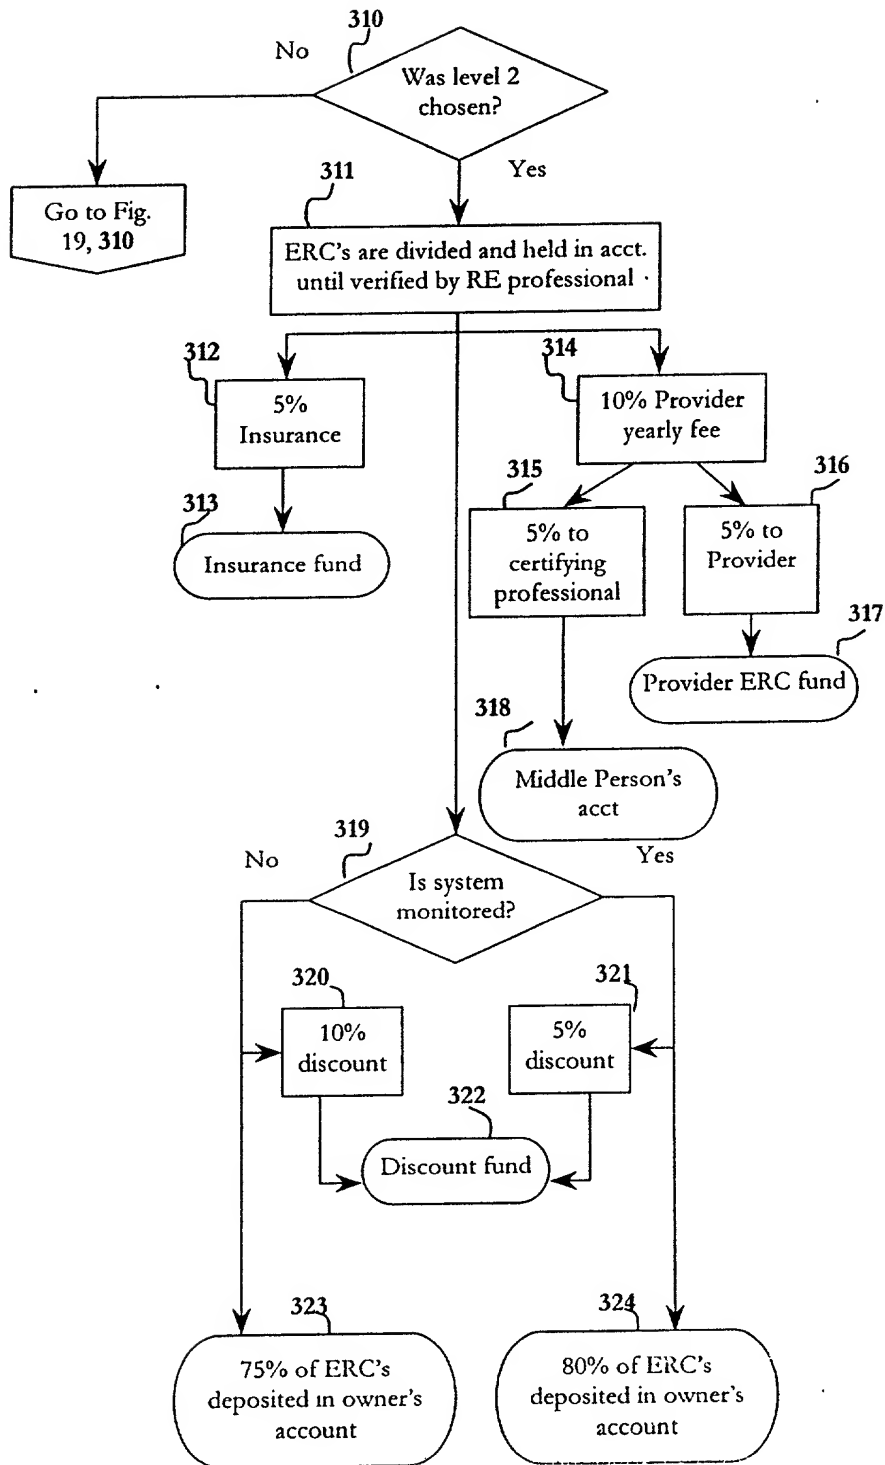 310
No
Was level 2
chosen?
Yes
Go to Fig.
19, 310
311
ERC's are divided and held in acct.
until verified by RE professional
312
5%
Insurance
314
10% Provider
yearly fee
313
Insurance fund
315
5% to
certifying
professional
316
5% to
Provider
317
Provider ERC fund
318
Middle Person's
acct
319
No
Yes
Is system
monitored?
320
10%
discount
321
5%
discount
322
Discount fund
323
75% of ERC's
deposited in owner's
account
324
80% of ERC's
deposited in owner's
account